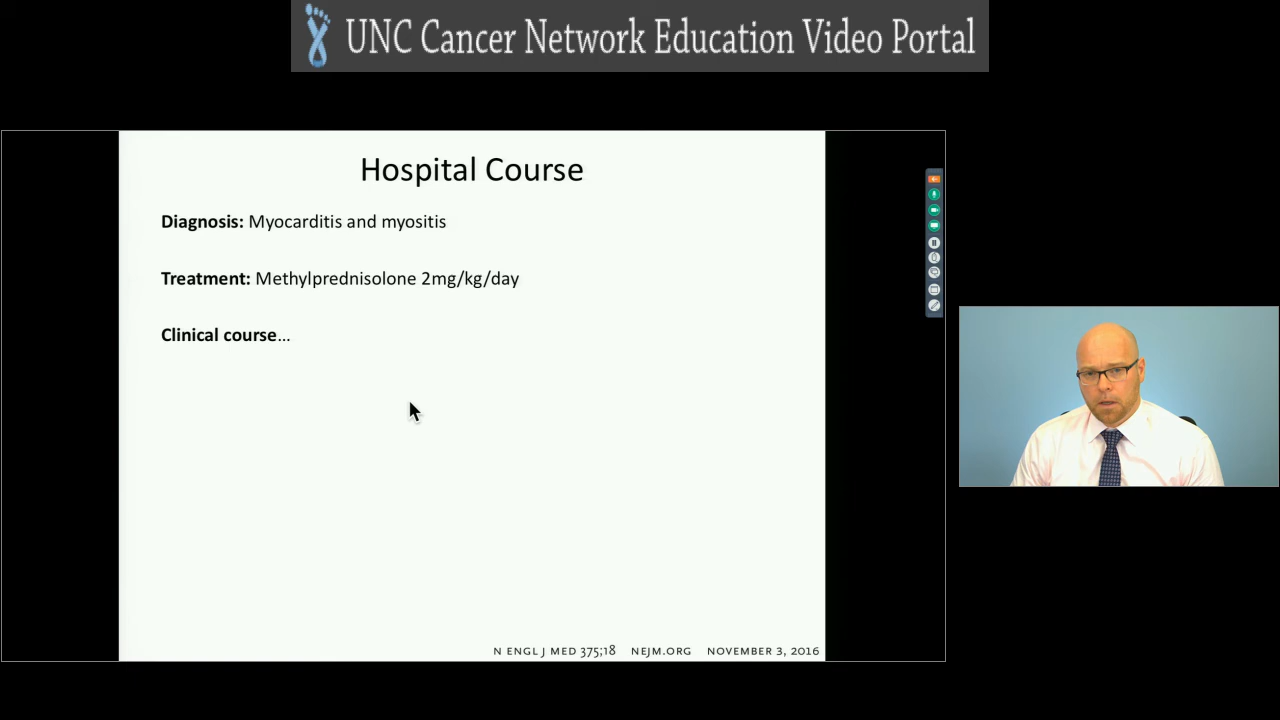 UNC Cancer Network Education Video Portal
Hospital Course
Diagnosis: Myocarditis and myositis
Treatment: Methylprednisolone 2mg/kg/day
Clinical course...
N ENGL J MED 375;18 NEJM.ORG NOVEMBER 3, 2016